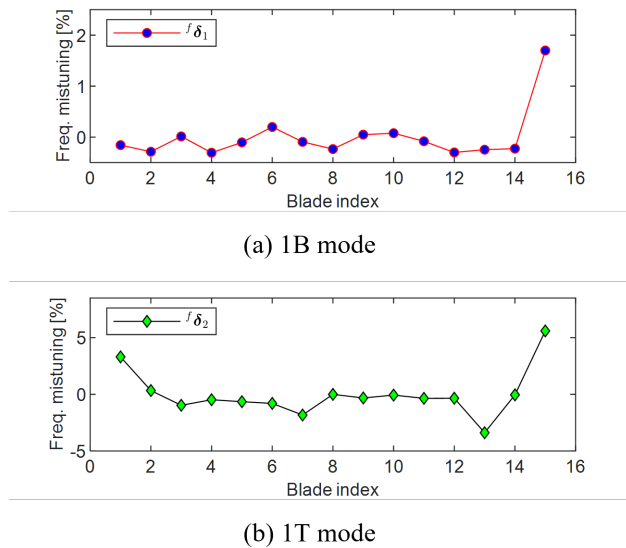 Freq. mistuning [%]
2
1
0
ᶠδ₁
0 2 4 6 8 10 12 14 16
Blade index
(a) 1B mode
Freq. mistuning [%]
5
0
-5
ᶠδ₂
0 2 4 6 8 10 12 14 16
Blade index
(b) 1T mode